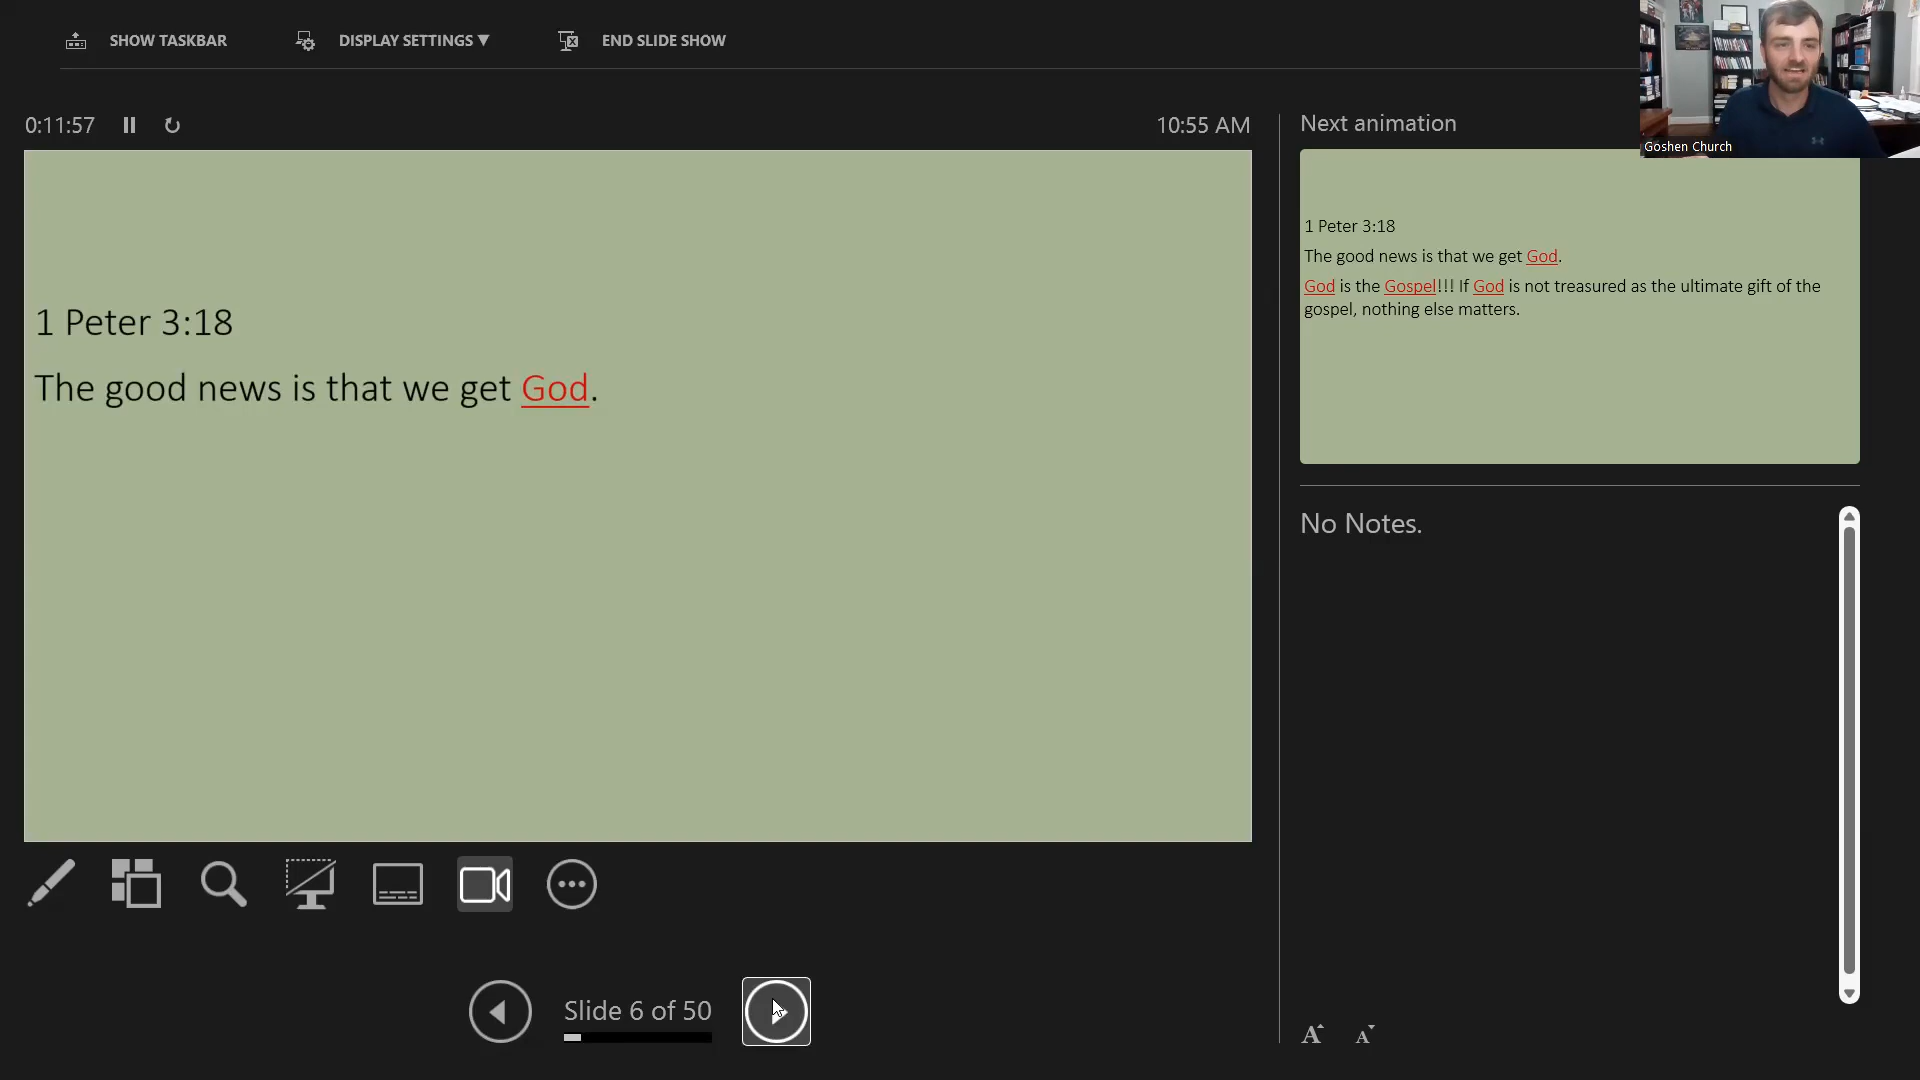 SHOW TASKBAR
DISPLAY SETTINGS ▼
END SLIDE SHOW
0:11:57
10:55 AM
Next animation
Goshen Church
1 Peter 3:18
The good news is that we get God.
1 Peter 3:18
The good news is that we get God.
God is the Gospel!!! If God is not treasured as the ultimate gift of the
gospel, nothing else matters.
No Notes.
Slide 6 of 50
A A